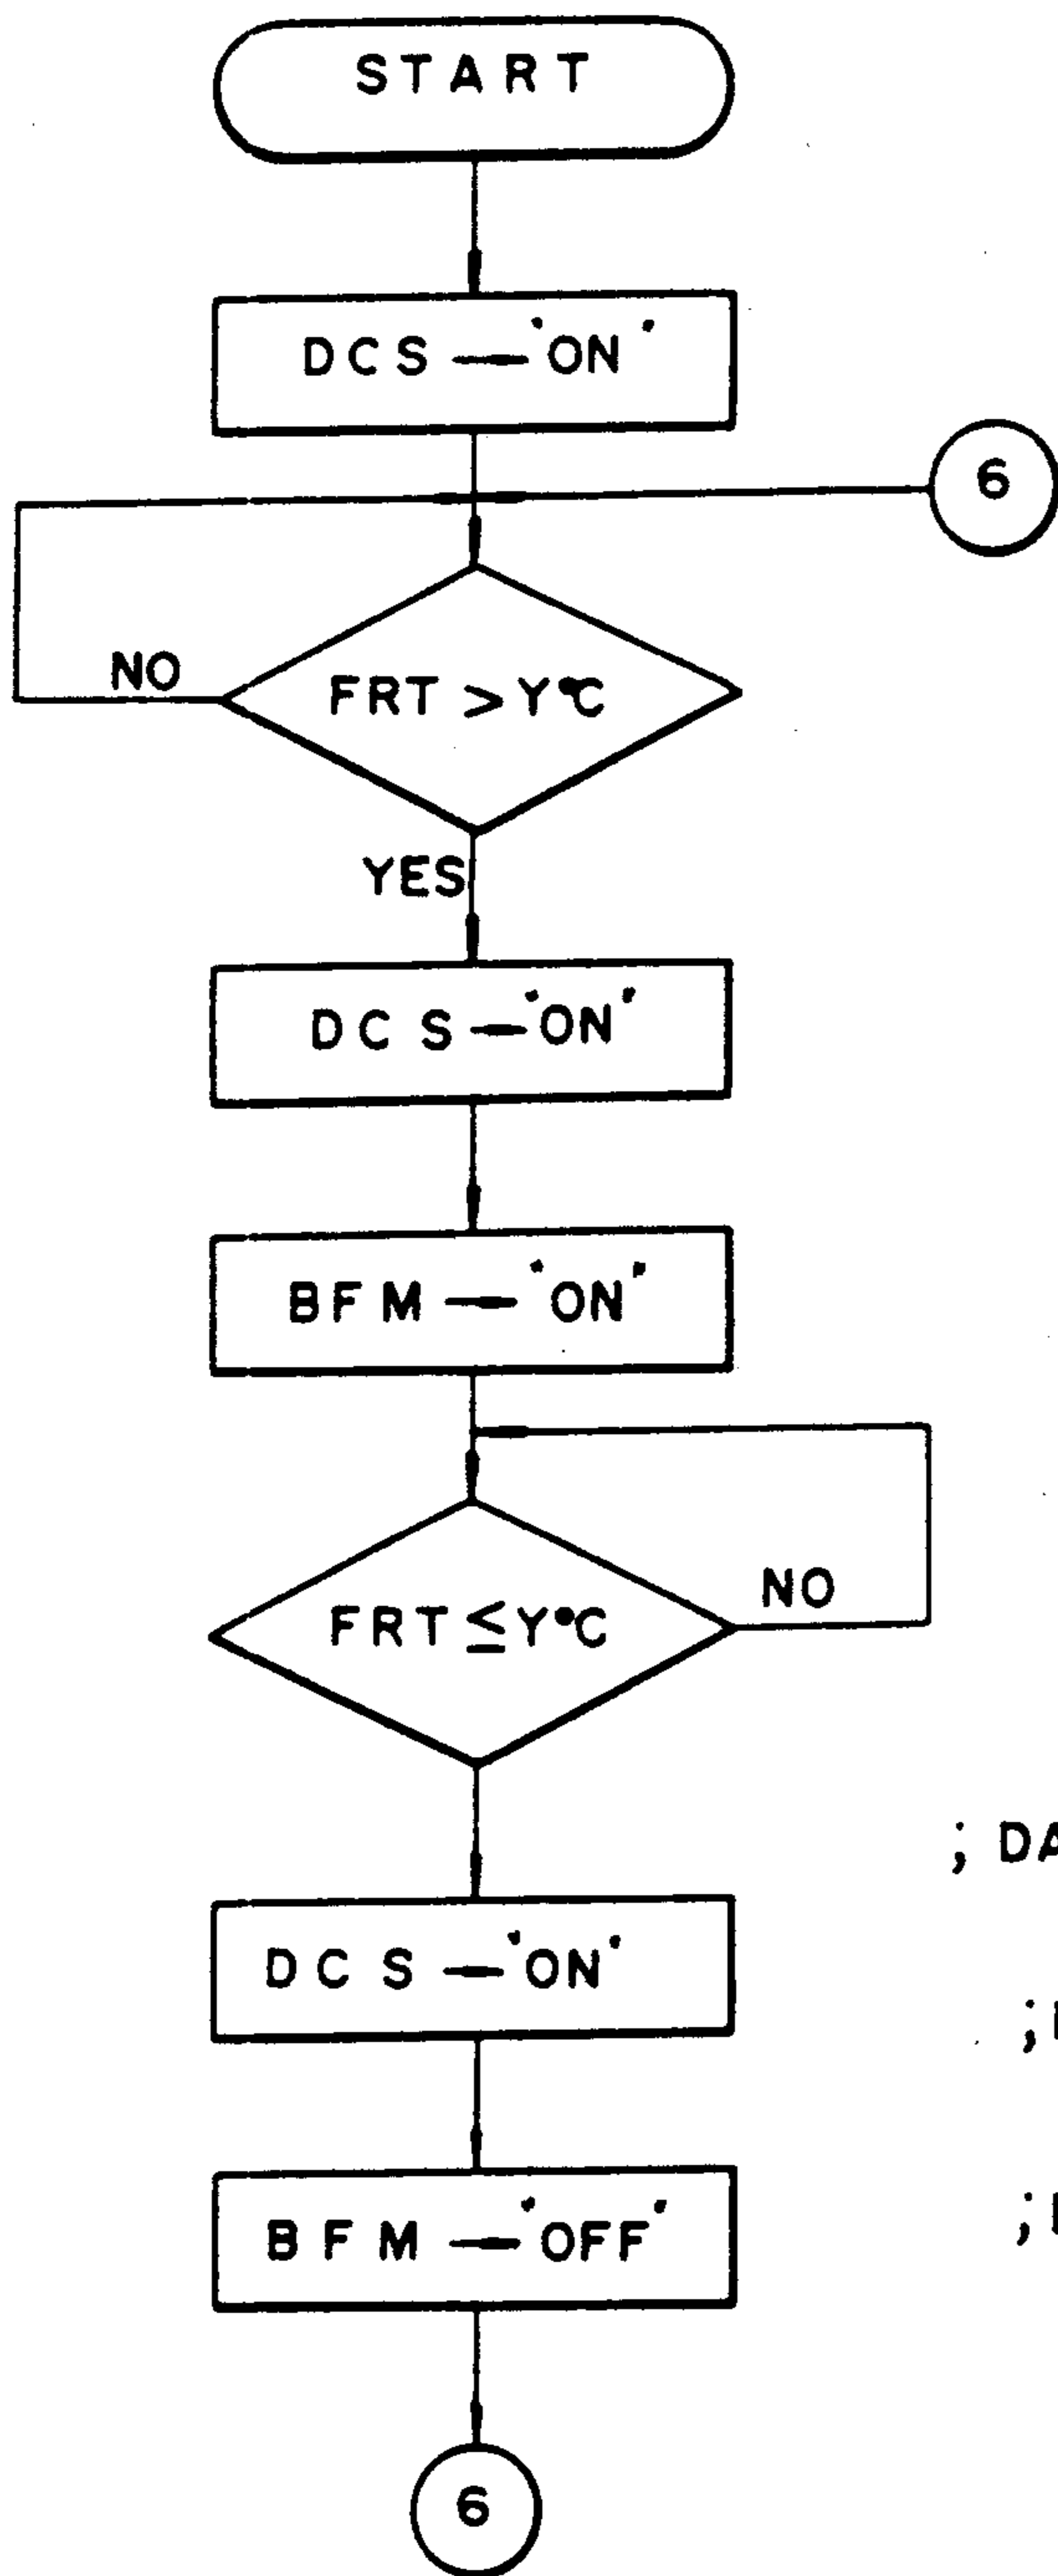 START
DCS → "ON"
6
FRT > Y°C
NO
YES
DCS → "ON"
BFM → "ON"
FRT ≤ Y°C
NO
; DA
DCS → "ON"
;
BFM → "OFF"
;
6